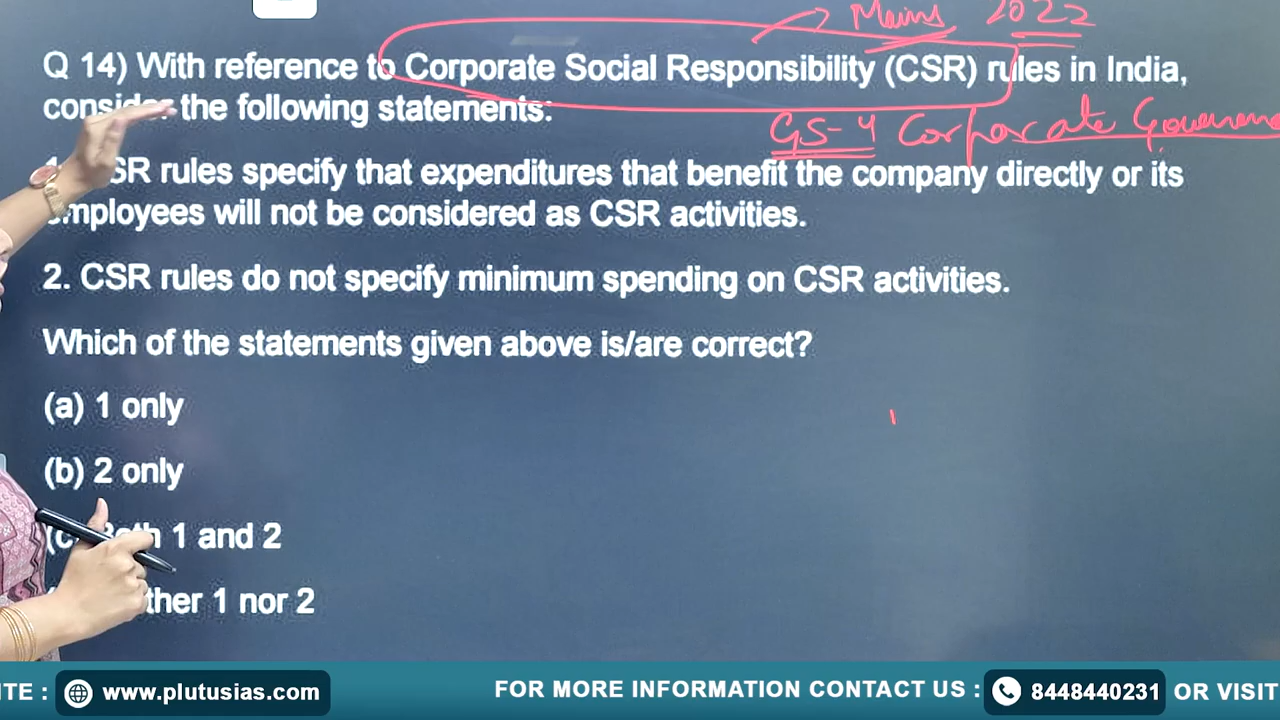 Mains 2022
Q 14) With reference to Corporate Social Responsibility (CSR) rules in India,
consider the following statements:
GS-4 Corporate
SR rules specify that expenditures that benefit the company directly or its
employees will not be considered as CSR activities.
2. CSR rules do not specify minimum spending on CSR activities.
Which of the statements given above is/are correct?
(a) 1 only
(b) 2 only
(c) Both 1 and 2
ther 1 nor 2
ITE : www.plutusias.com FOR MORE INFORMATION CONTACT US : 8448440231 OR VISIT